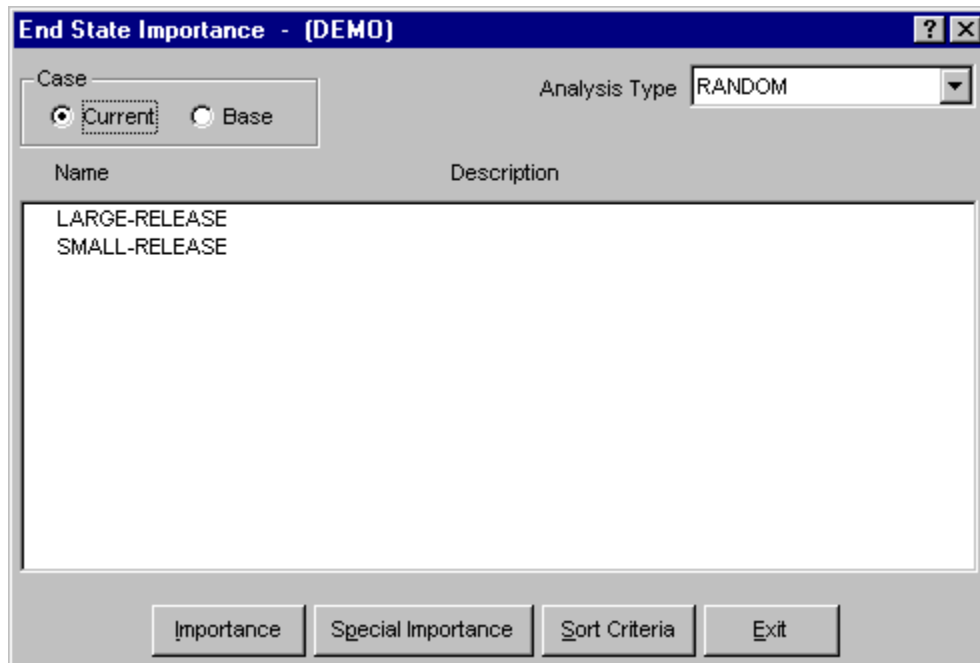 End State Importance - (DEMO)
Case
Current Base
Analysis Type RANDOM
Name Description
LARGE-RELEASE
SMALL-RELEASE
Importance Special Importance Sort Criteria Exit